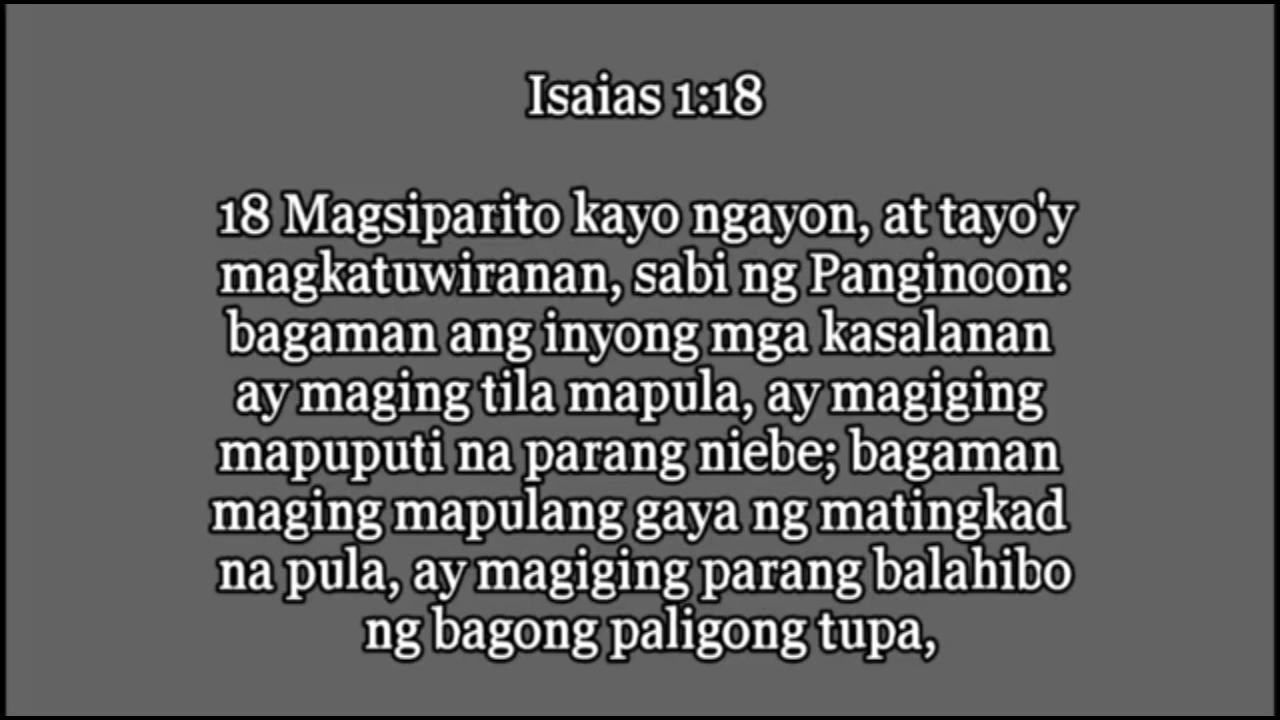 Isaias 1:18
18 Magsiparito kayo ngayon, at tayo'y
magkatuwiranan, sabi ng Panginoon:
bagaman ang inyong mga kasalanan
ay maging tila mapula, ay magiging
mapuputi na parang niebe; bagaman
maging mapulang gaya ng matingkad
na pula, ay magiging parang balahibo
ng bagong paligong tupa,